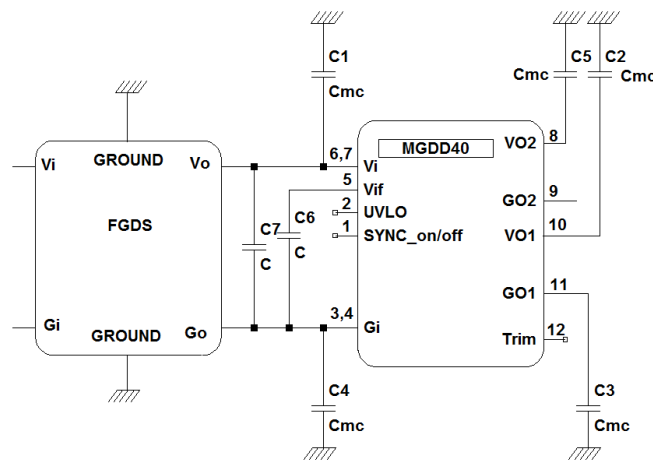 C1
Cmc
C5
Cmc
C2
Cmc
MGDD40
GROUND
Vi
Vo
6,7
Vi
VO2
8
5
Vif
GO2
9
FGDS
2
UVLO
C7
C
C6
C
1
SYNC_on/off
VO1
10
GO1
11
Gi
Go
3,4
Gi
GROUND
Trim
12
C4
Cmc
C3
Cmc